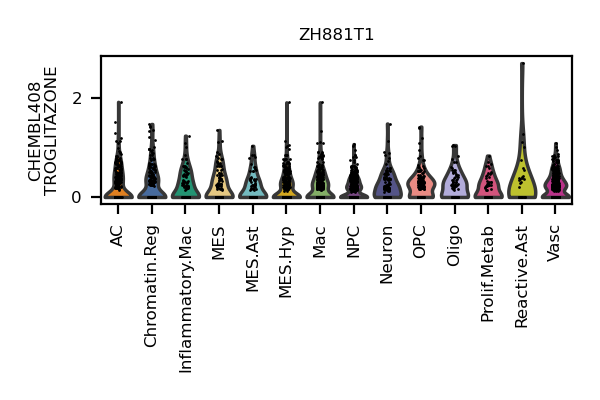 ZH881T1
CHEMBL408
TROGLITAZONE
2
0
AC
Chromatin.Reg
Inflammatory.Mac
MES
MES.Ast
MES.Hyp
Mac
NPC
Neuron
OPC
Oligo
Prolif.Metab
Reactive.Ast
Vasc